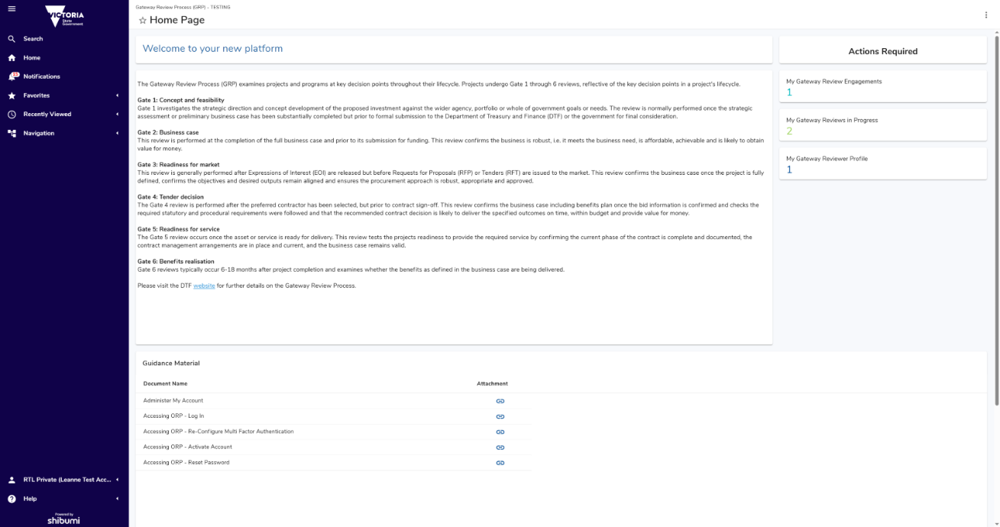 VICTORIA
State
Government
Search
Home
Notifications
Favorites
Recently Viewed
Navigation
RTL Private (Leanne Test Acc...
Help
Powered by
shibumi
Gateway Review Process (GRP) - TESTING
Home Page
Welcome to your new platform
The Gateway Review Process (GRP) examines projects and programs at key decision points throughout their lifecycle. Projects undergo Gate 1 through 6 reviews, reflective of the key decision points in a project's lifecycle.
Gate 1: Concept and feasibility
Gate 1 investigates the strategic direction and concept development of the proposed investment against the wider agency, portfolio or whole of government goals or needs. The review is normally performed once the strategic
assessment or preliminary business case has been substantially completed but prior to formal submission to the Department of Treasury and Finance (DTF) or the government for final consideration.
Gate 2: Business case
This review is performed at the completion of the full business case and prior to its submission for funding. This review confirms the business is robust, i.e. it meets the business need, is affordable, achievable and is likely to obtain
value for money.
Gate 3: Readiness for market
This review is generally performed after Expressions of Interest (EOI) are released but before Requests for Proposals (RFP) or Tenders (RFT) are issued to the market. This review confirms the business case once the project is fully
defined, confirms the objectives and desired outputs remain aligned and ensures the procurement approach is robust, appropriate and approved.
Gate 4: Tender decision
The Gate 4 review is performed after the preferred contractor has been selected, but prior to contract sign-off. This review confirms the business case including benefits plan once the bid information is confirmed and checks the
required statutory and procedural requirements were followed and that the recommended contract decision is likely to deliver the specified outcomes on time, within budget and provide value for money.
Gate 5: Readiness for service
The Gate 5 review occurs once the asset or service is ready for delivery. This review tests the projects readiness to provide the required service by confirming the current phase of the contract is complete and documented, the
contract management arrangements are in place and current, and the business case remains valid.
Gate 6: Benefits realisation
Gate 6 reviews typically occur 6-18 months after project completion and examines whether the benefits as defined in the business case are being delivered.
Please visit the DTF website for further details on the Gateway Review Process.
Actions Required
My Gateway Review Engagements
1
My Gateway Reviews in Progress
2
My Gateway Reviewer Profile
1
Guidance Material
Document Name Attachment
Administer My Account
Accessing ORP - Log In
Accessing ORP - Re-Configure Multi Factor Authentication
Accessing ORP - Activate Account
Accessing ORP - Reset Password